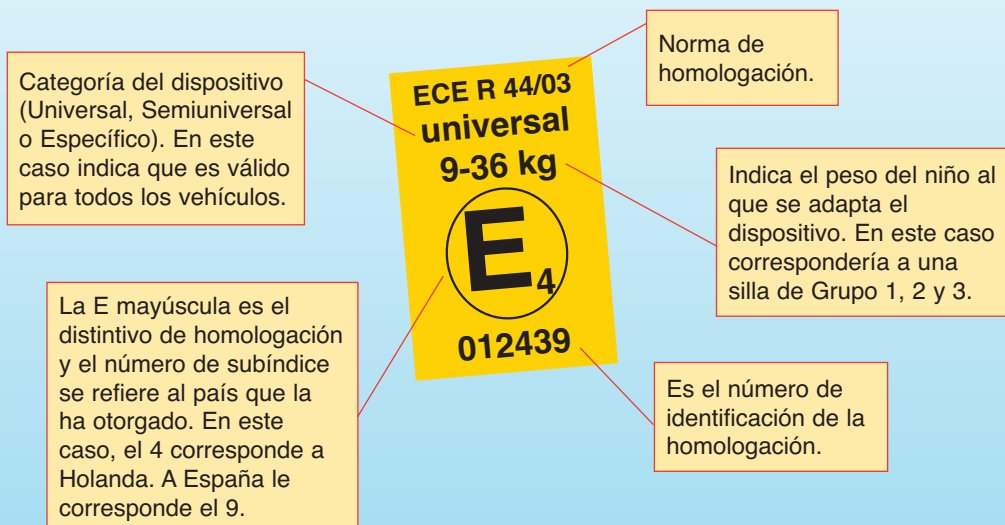 Categoría del dispositivo
(Universal, Semiuniversal
o Específico). En este
caso indica que es válido
para todos los vehículos.
Norma de
homologación.
ECE R 44/03
universal
9-36 kg
E4
012439
Indica el peso del niño al
que se adapta el
dispositivo. En este caso
correspondería a una
silla de Grupo 1, 2 y 3.
La E mayúscula es el
distintivo de homologación
y el número de subíndice
se refiere al país que la
ha otorgado. En este
caso, el 4 corresponde a
Holanda. A España le
corresponde el 9.
Es el número de
identificación de la
homologación.